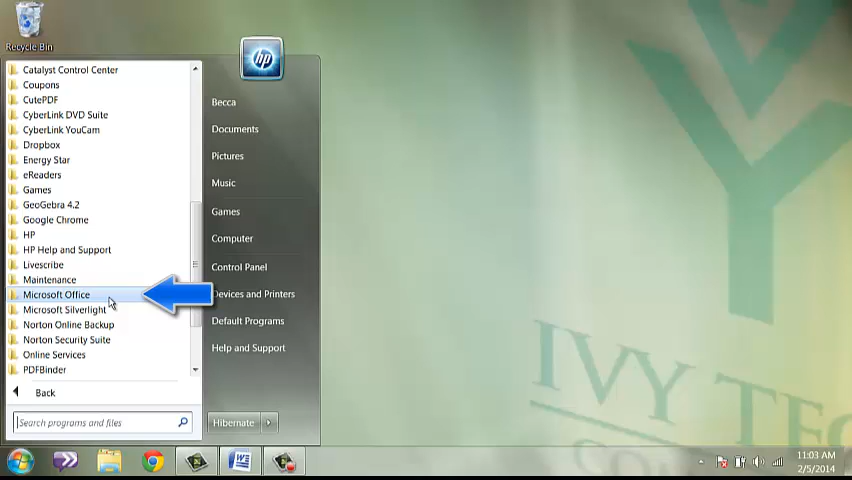 Recycle Bin
Catalyst Control Center
Coupons
CutePDF
CyberLink DVD Suite
CyberLink YouCam
Dropbox
Energy Star
eReaders
Games
GeoGebra 4.2
Google Chrome
HP
HP Help and Support
Livescribe
Maintenance
Microsoft Office
Microsoft Silverlight
Norton Online Backup
Norton Security Suite
Online Services
PDFBinder
Back
Search programs and files
hp
Becca
Documents
Pictures
Music
Games
Computer
Control Panel
Devices and Printers
Default Programs
Help and Support
Hibernate
IVY TEC
CO
11:03 AM
2/5/2014